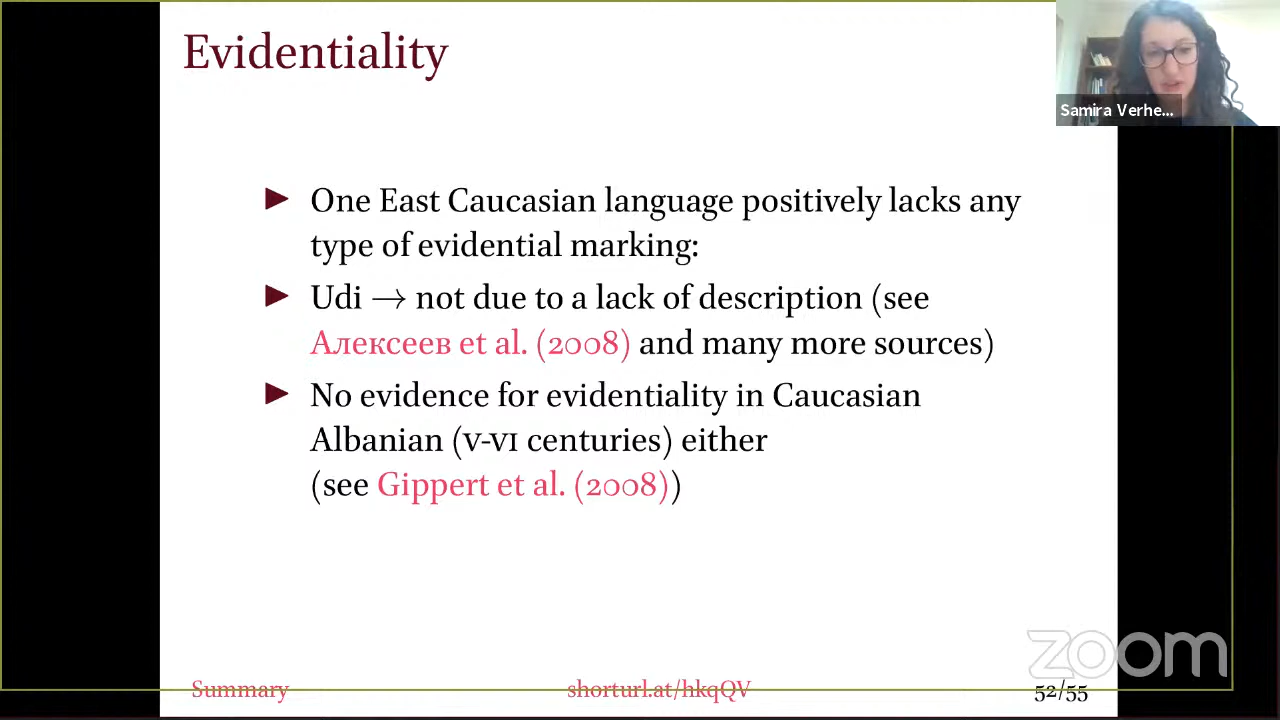 Evidentiality
Samira Verhe...
▶ One East Caucasian language positively lacks any
type of evidential marking:
▶ Udi → not due to a lack of description (see
Алексеев et al. (2008) and many more sources)
▶ No evidence for evidentiality in Caucasian
Albanian (V-VI centuries) either
(see Gippert et al. (2008))
zoom
Summary shorturl.at/hkqQV 52/55